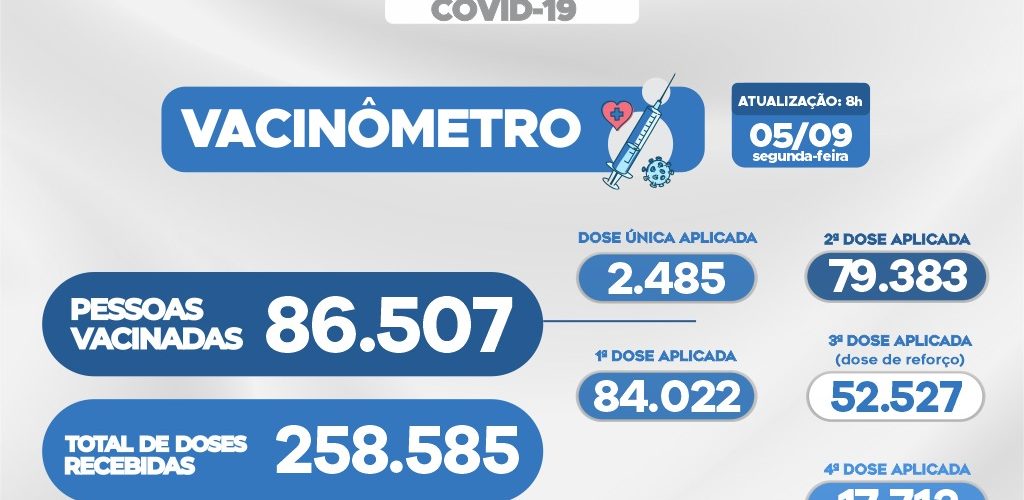 COVID-19
VACINÔMETRO
ATUALIZAÇÃO: 8h
05/09
segunda-feira
PESSOAS
VACINADAS
86.507
DOSE ÚNICA APLICADA
2.485
1ª DOSE APLICADA
84.022
2ª DOSE APLICADA
79.383
3ª DOSE APLICADA
(dose de reforço)
52.527
TOTAL DE DOSES
RECEBIDAS
258.585
4ª DOSE APLICADA